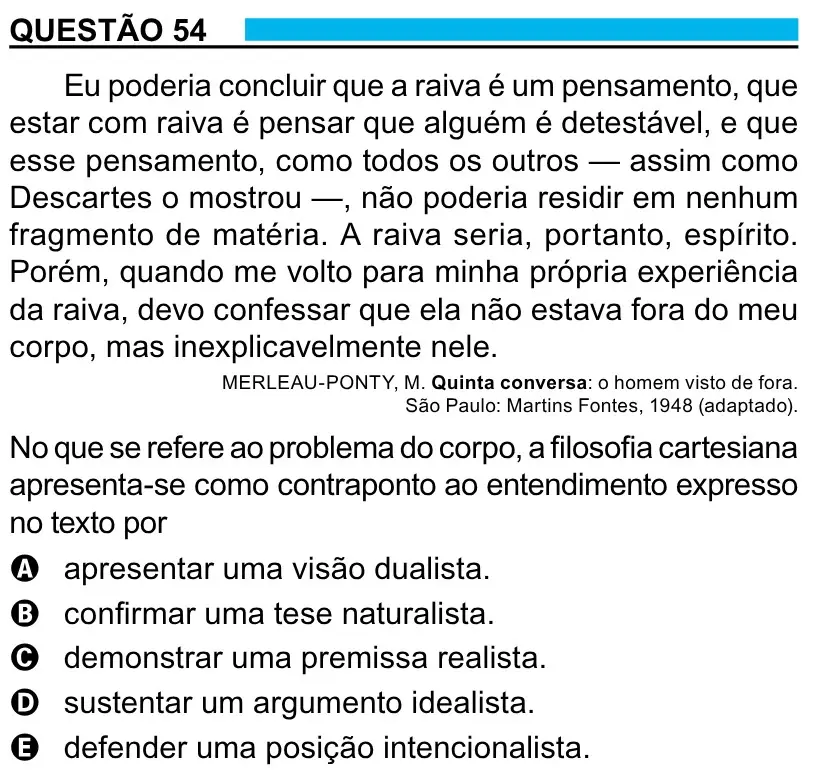 QUESTÃO 54
Eu poderia concluir que a raiva é um pensamento, que
estar com raiva é pensar que alguém é detestável, e que
esse pensamento, como todos os outros — assim como
Descartes o mostrou —, não poderia residir em nenhum
fragmento de matéria. A raiva seria, portanto, espírito.
Porém, quando me volto para minha própria experiência
da raiva, devo confessar que ela não estava fora do meu
corpo, mas inexplicavelmente nele.
MERLEAU-PONTY, M. Quinta conversa: o homem visto de fora.
São Paulo: Martins Fontes, 1948 (adaptado).
No que se refere ao problema do corpo, a filosofia cartesiana
apresenta-se como contraponto ao entendimento expresso
no texto por
A apresentar uma visão dualista.
B confirmar uma tese naturalista.
C demonstrar uma premissa realista.
D sustentar um argumento idealista.
E defender uma posição intencionalista.